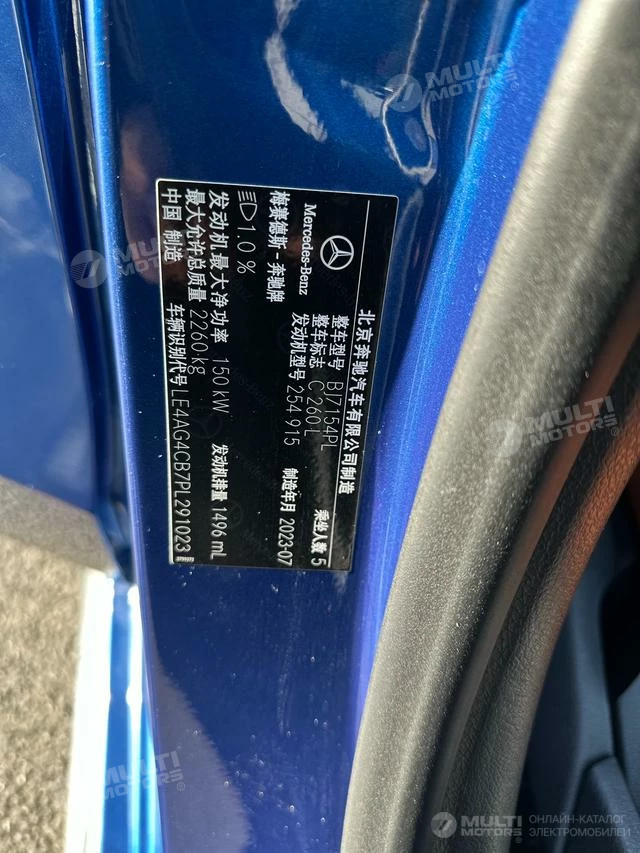 北京奔驰汽车有限公司制造
Mercedes-Benz
梅赛德斯-奔驰牌
整车型号 BJ7154PL
整车标志 C 260 L
发动机型号 254 915
乘坐人数 5
制造年月 2023-07
1.0 %
发动机最大净功率 150 kW
发动机排量 1496 mL
最大允许总质量 2260 kg
车辆识别代号 LE4AG4CB7PL291023
中国 制造
MULTI MOTORS®
MULTI MOTORS®
MULTI MOTORS®
MULTI MOTORS®
ОНЛАЙН-КАТАЛОГ
ЭЛЕКТРОМОБИЛЕЙ